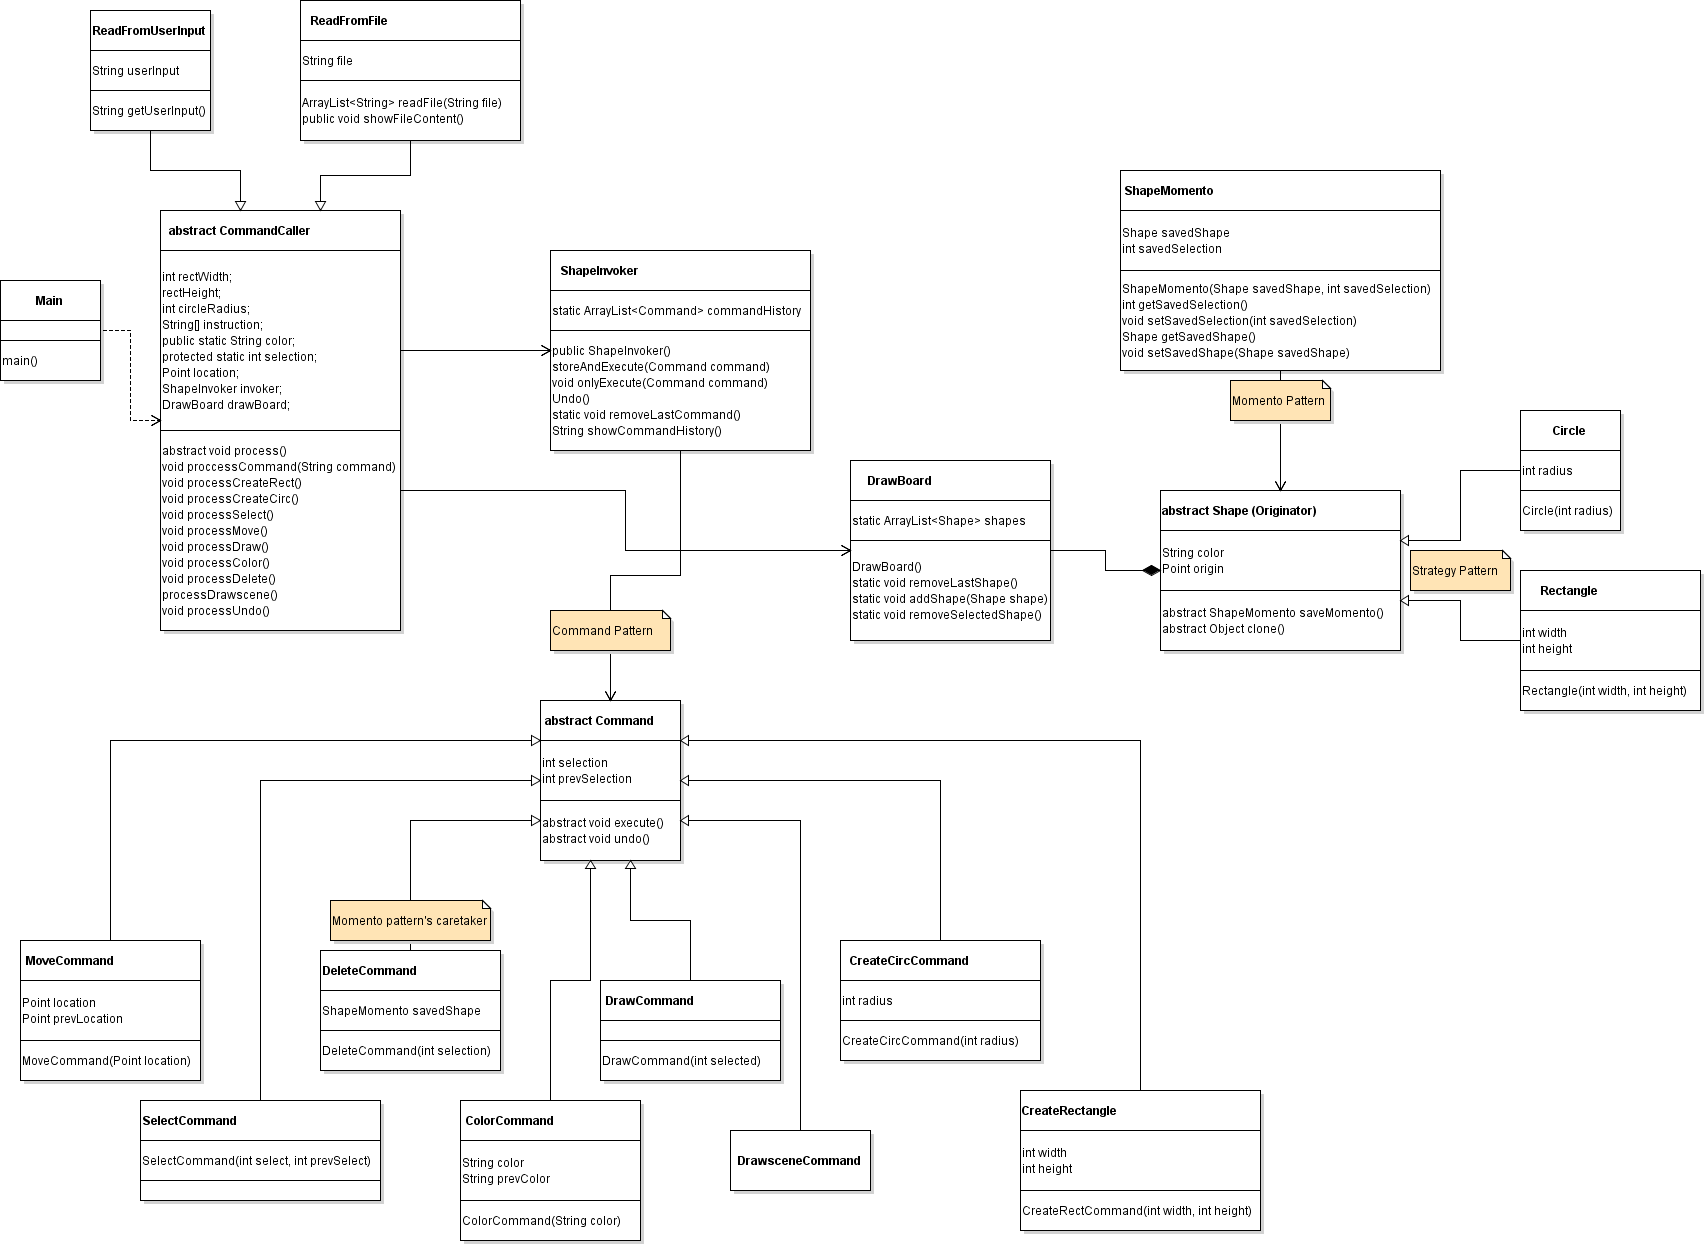 ReadFromUserInput
String userInput
String getUserInput()
ReadFromFile
String file
ArrayList<String> readFile(String file)
public void showFileContent()
abstract CommandCaller
int rectWidth;
rectHeight;
int circleRadius;
String[] instruction;
public static String color;
protected static int selection;
Point location;
ShapeInvoker invoker;
DrawBoard drawBoard;
abstract void process()
void proccessCommand(String command)
void processCreateRect()
void processCreateCirc()
void processSelect()
void processMove()
void processDraw()
void processColor()
void processDelete()
processDrawscene()
void processUndo()
Main
main()
ShapeInvoker
static ArrayList<Command> commandHistory
public ShapeInvoker()
storeAndExecute(Command command)
void onlyExecute(Command command)
Undo()
static void removeLastCommand()
String showCommandHistory()
ShapeMomento
Shape savedShape
int savedSelection
ShapeMomento(Shape savedShape, int savedSelection)
int getSavedSelection()
void setSavedSelection(int savedSelection)
Shape getSavedShape()
void setSavedShape(Shape savedShape)
Momento Pattern
DrawBoard
static ArrayList<Shape> shapes
DrawBoard()
static void removeLastShape()
static void addShape(Shape shape)
static void removeSelectedShape()
abstract Shape (Originator)
String color
Point origin
abstract ShapeMomento saveMomento()
abstract Object clone()
Circle
int radius
Circle(int radius)
Strategy Pattern
Rectangle
int width
int height
Rectangle(int width, int height)
Command Pattern
abstract Command
int selection
int prevSelection
abstract void execute()
abstract void undo()
Momento pattern's caretaker
MoveCommand
Point location
Point prevLocation
MoveCommand(Point location)
DeleteCommand
ShapeMomento savedShape
DeleteCommand(int selection)
DrawCommand
DrawCommand(int selected)
CreateCircCommand
int radius
CreateCircCommand(int radius)
SelectCommand
SelectCommand(int select, int prevSelect)
ColorCommand
String color
String prevColor
ColorCommand(String color)
DrawsceneCommand
CreateRectangle
int width
int height
CreateRectCommand(int width, int height)